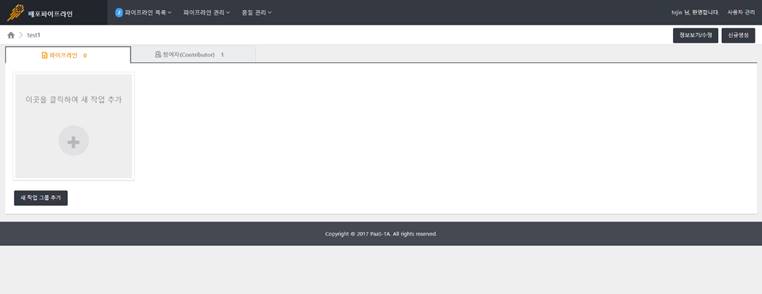 배포파이프라인
파이프라인 목록 파이프라인 관리 품질 관리
님, 환영합니다. 사용자 관리
test1
정보보기/수정 신규생성
파이프라인 0 참여자(Contributor) 1
이곳을 클릭하여 새 작업 추가
새 작업 그룹 추가
Copyright © 2017 PaaS-TA. All rights reserved.